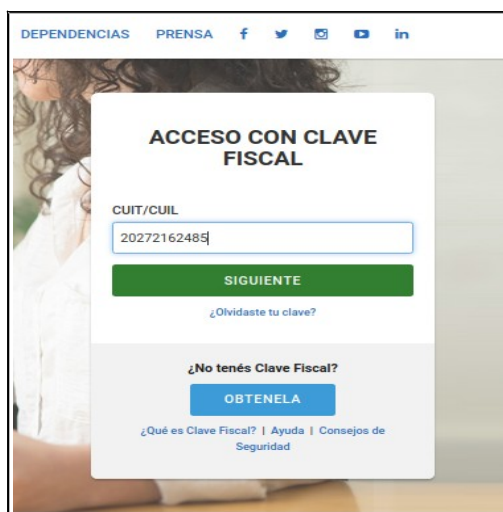 DEPENDENCIAS PRENSA
ACCESO CON CLAVE
FISCAL
CUIT/CUIL
20272162485
SIGUIENTE
¿Olvidaste tu clave?
¿No tenés Clave Fiscal?
OBTENELA
¿Qué es Clave Fiscal? | Ayuda | Consejos de
Seguridad